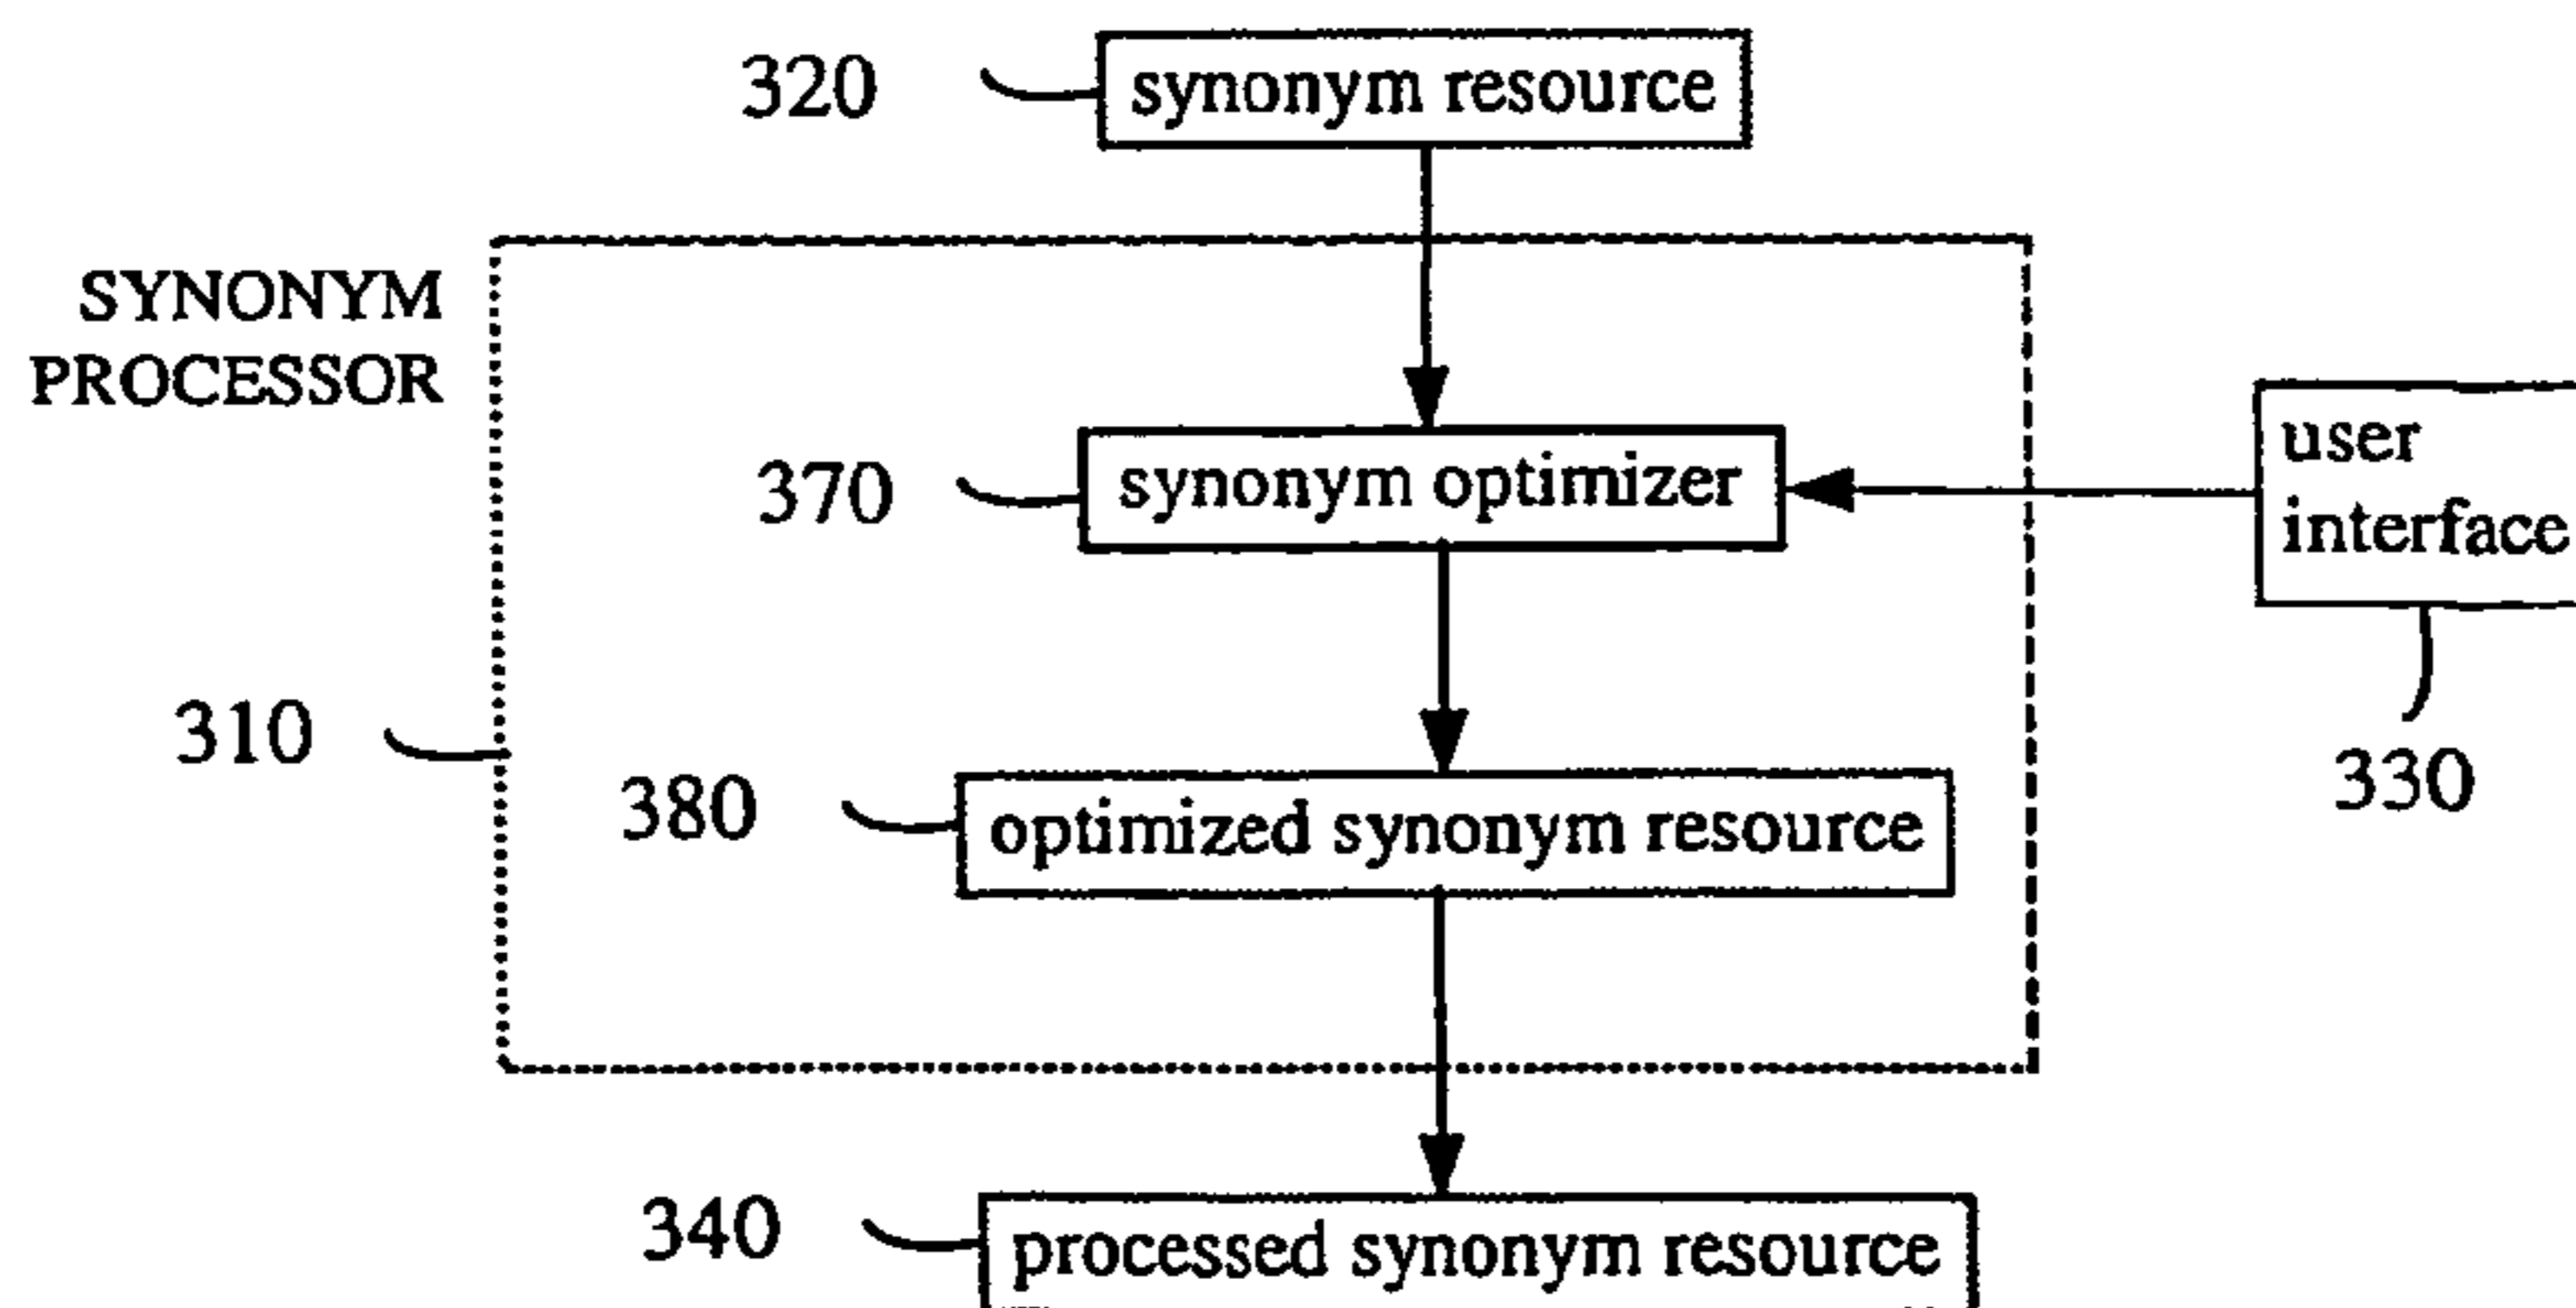 320
synonym resource
SYNONYM
PROCESSOR
370
synonym optimizer
user
interface
310
380
optimized synonym resource
330
340
processed synonym resource